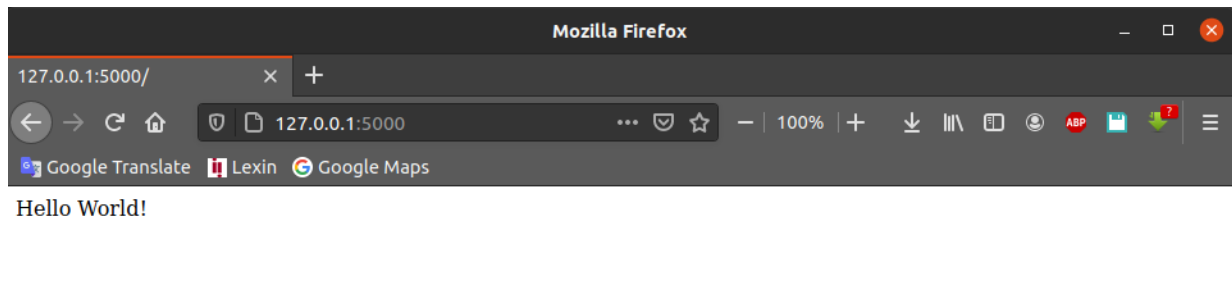 Mozilla Firefox
127.0.0.1:5000/
127.0.0.1:5000
100%
ABP
?
Google Translate Lexin Google Maps
Hello World!